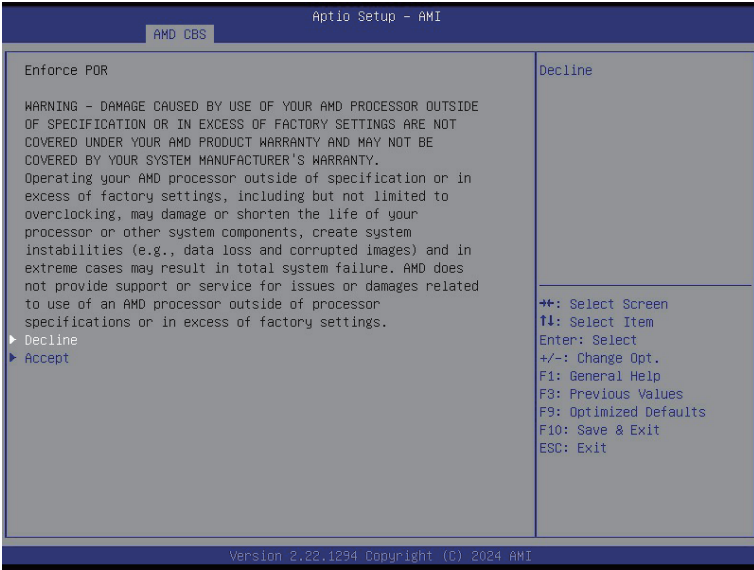 Aptio Setup – AMI
AMD CBS
Enforce POR
WARNING – DAMAGE CAUSED BY USE OF YOUR AMD PROCESSOR OUTSIDE
OF SPECIFICATION OR IN EXCESS OF FACTORY SETTINGS ARE NOT
COVERED UNDER YOUR AMD PRODUCT WARRANTY AND MAY NOT BE
COVERED BY YOUR SYSTEM MANUFACTURER'S WARRANTY.
Operating your AMD processor outside of specification or in
excess of factory settings, including but not limited to
overclocking, may damage or shorten the life of your
processor or other system components, create system
instabilities (e.g., data loss and corrupted images) and in
extreme cases may result in total system failure. AMD does
not provide support or service for issues or damages related
to use of an AMD processor outside of processor
specifications or in excess of factory settings.
Decline
Accept
Decline
→←: Select Screen
↑↓: Select Item
Enter: Select
+/-: Change Opt.
F1: General Help
F3: Previous Values
F9: Optimized Defaults
F10: Save & Exit
ESC: Exit
Version 2.22.1294 Copyright (C) 2024 AMI